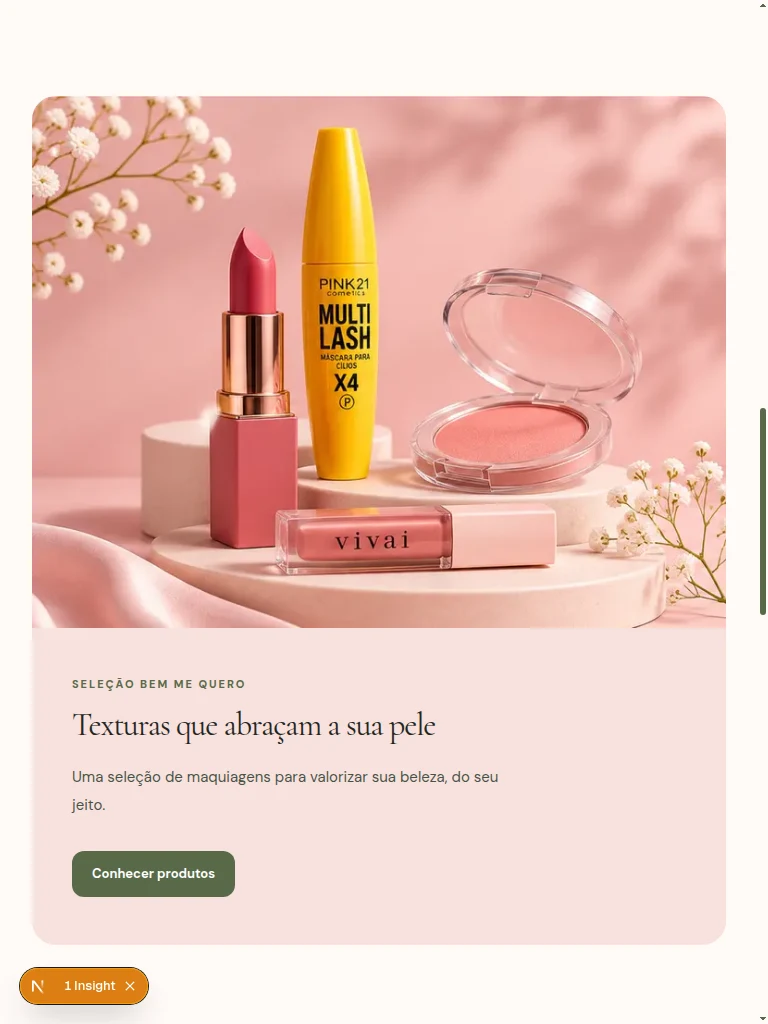 PINK21
cometics
MULTI
LASH
MÁSCARA PARA
CÍLIOS
X4
P
vivai
SELEÇÃO BEM ME QUERO
Texturas que abraçam a sua pele
Uma seleção de maquiagens para valorizar sua beleza, do seu
jeito.
Conhecer produtos
N 1 Insight